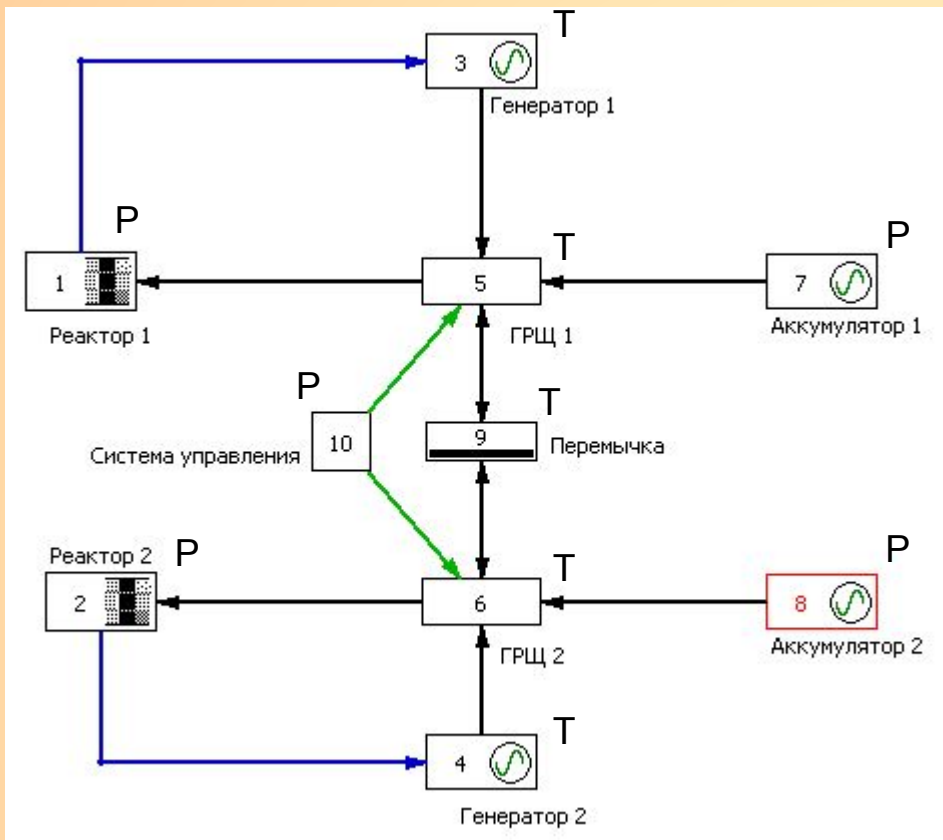 T
3
Генератор 1
P
1
Реактор 1
T
5
ГРЩ 1
P
7
Аккумулятор 1
P
10
Система управления
T
9
Перемычка
Реактор 2
P
2
T
6
ГРЩ 2
P
8
Аккумулятор 2
T
4
Генератор 2